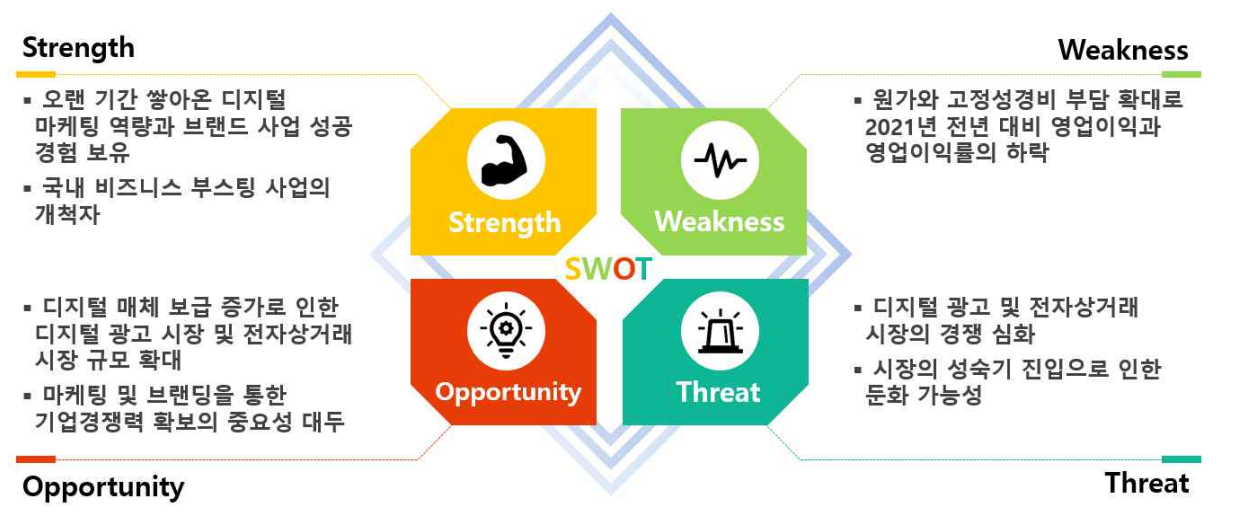 Strength
▪ 오랜 기간 쌓아온 디지털
마케팅 역량과 브랜드 사업 성공
경험 보유
▪ 국내 비즈니스 부스팅 사업의
개척자
Weakness
▪ 원가와 고정성경비 부담 확대로
2021년 전년 대비 영업이익과
영업이익률의 하락
Strength
Weakness
SWOT
Opportunity
Threat
▪ 디지털 매체 보급 증가로 인한
디지털 광고 시장 및 전자상거래
시장 규모 확대
▪ 마케팅 및 브랜딩을 통한
기업경쟁력 확보의 중요성 대두
Opportunity
▪ 디지털 광고 및 전자상거래
시장의 경쟁 심화
▪ 시장의 성숙기 진입으로 인한
둔화 가능성
Threat